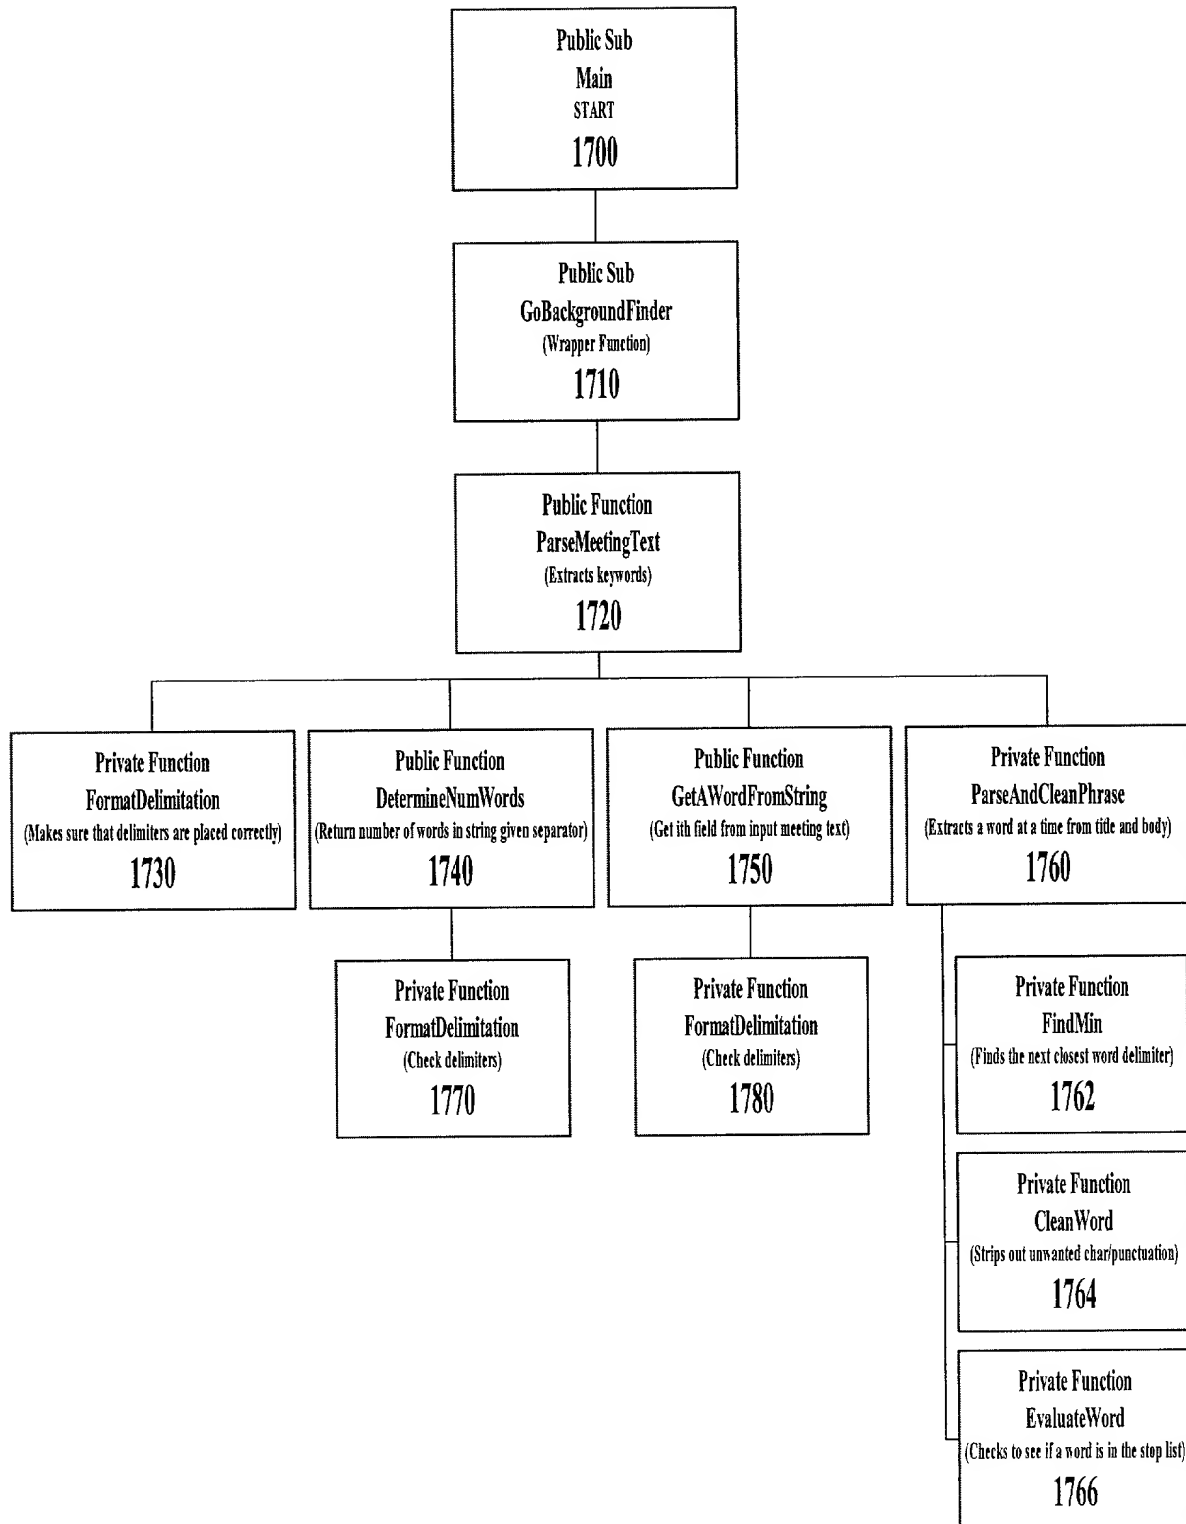 Public Sub
Main
START
1700
Public Sub
GoBackgroundFinder
(Wrapper Function)
1710
Public Function
ParseMeetingText
(Extracts keywords)
1720
Private Function
FormatDelimitation
(Makes sure that delimiters are placed correctly)
1730
Public Function
DetermineNumWords
(Return number of words in string given separator)
1740
Public Function
GetAWordFromString
(Get ith field from input meeting text)
1750
Private Function
ParseAndCleanPhrase
(Extracts a word at a time from title and body)
1760
Private Function
FormatDelimitation
(Check delimiters)
1770
Private Function
FormatDelimitation
(Check delimiters)
1780
Private Function
FindMin
(Finds the next closest word delimiter)
1762
Private Function
CleanWord
(Strips out unwanted char/punctuation)
1764
Private Function
EvaluateWord
(Checks to see if a word is in the stop list)
1766